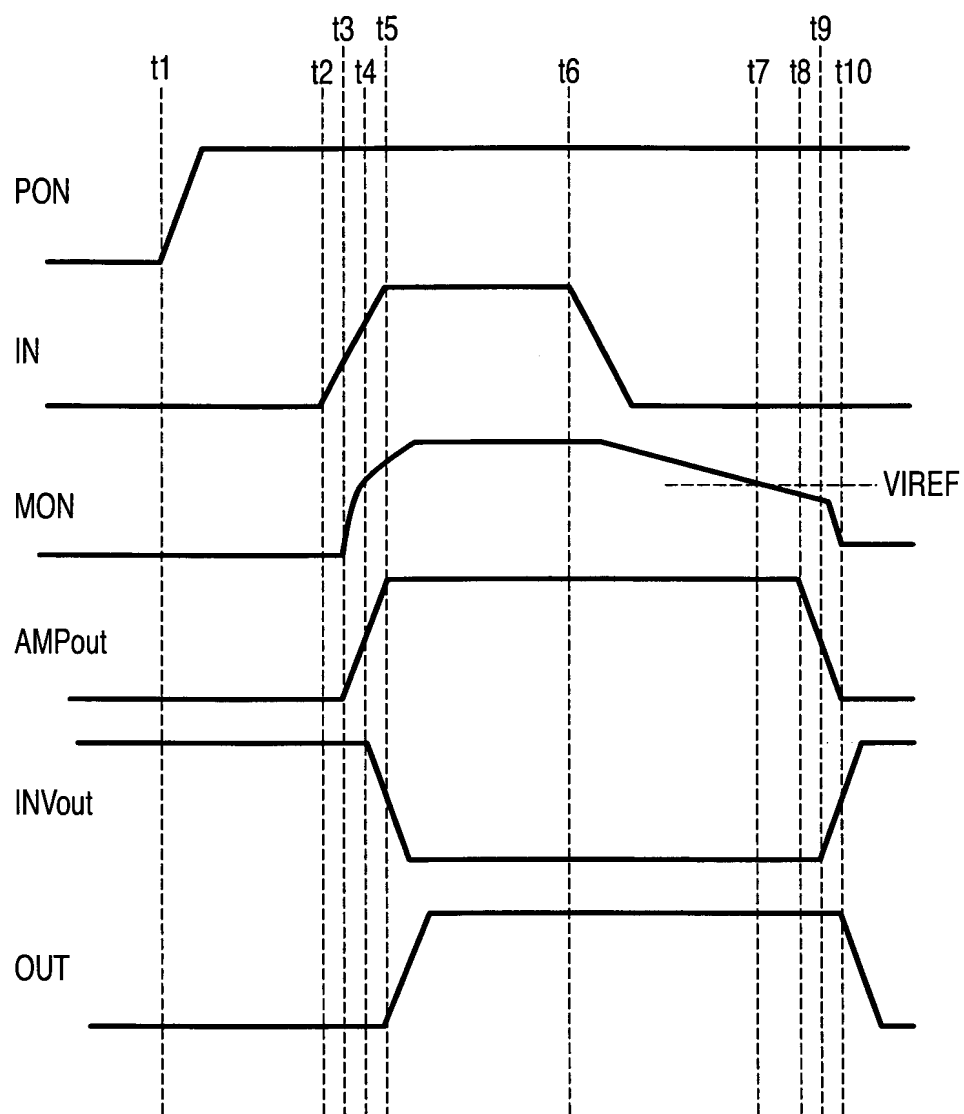 t3 t5 t9
t1 t2 t4 t6 t7 t8 t10
PON
IN
MON
VIREF
AMPout
INVout
OUT